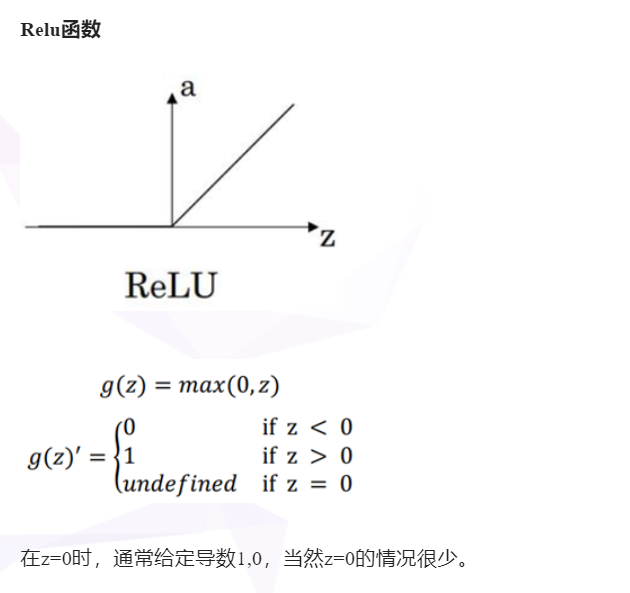 Relu函数
a
z
ReLU
g(z) = max(0,z)
g(z)′ = {0 if z < 0
1 if z > 0
undefined if z = 0
在z=0时，通常给定导数1,0，当然z=0的情况很少。